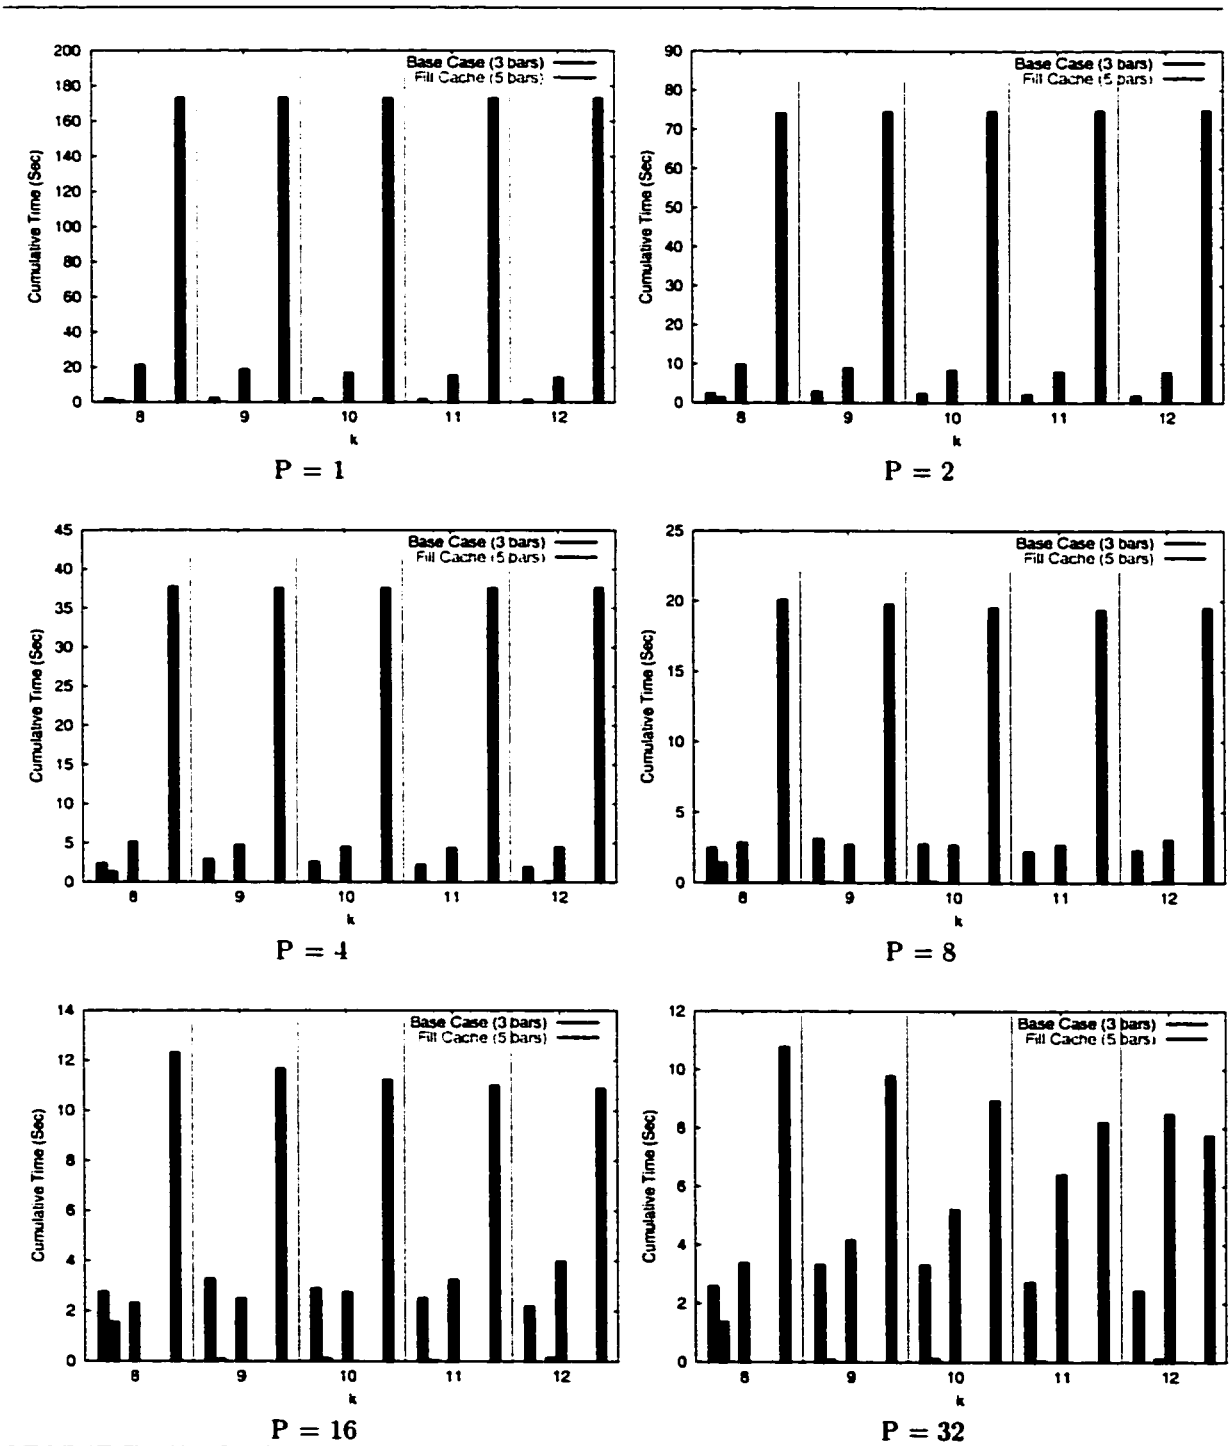 200
180
160
140
120
100
80
60
40
20
0
Cumulative Time (Sec)
Base Case (3 bars)
Fill Cache (5 bars)
8 9 10 11 12
k
P = 1
90
80
70
60
50
40
30
20
10
0
Cumulative Time (Sec)
Base Case (3 bars)
Fill Cache (5 bars)
8 9 10 11 12
k
P = 2
45
40
35
30
25
20
15
10
5
0
Cumulative Time (Sec)
Base Case (3 bars)
Fill Cache (5 bars)
8 9 10 11 12
k
P = 4
25
20
15
10
5
0
Cumulative Time (Sec)
Base Case (3 bars)
Fill Cache (5 bars)
8 9 10 11 12
k
P = 8
14
12
10
8
6
4
2
0
Cumulative Time (Sec)
Base Case (3 bars)
Fill Cache (5 bars)
8 9 10 11 12
k
P = 16
12
10
8
6
4
2
0
Cumulative Time (Sec)
Base Case (3 bars)
Fill Cache (5 bars)
8 9 10 11 12
k
P = 32